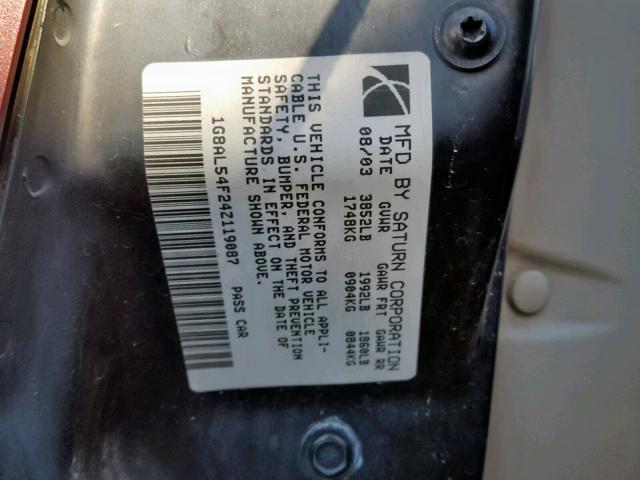 MFD BY SATURN CORPORATION
DATE GVWR GAWR FRT GAWR RR
08/03 3852LB 1992LB 1860LB
1748KG 0904KG 0844KG
THIS VEHICLE CONFORMS TO ALL APPLI-
CABLE U.S. FEDERAL MOTOR VEHICLE
SAFETY, BUMPER, AND THEFT PREVENTION
STANDARDS IN EFFECT ON THE DATE OF
MANUFACTURE SHOWN ABOVE.
1G8AL54F24Z119087 PASS CAR